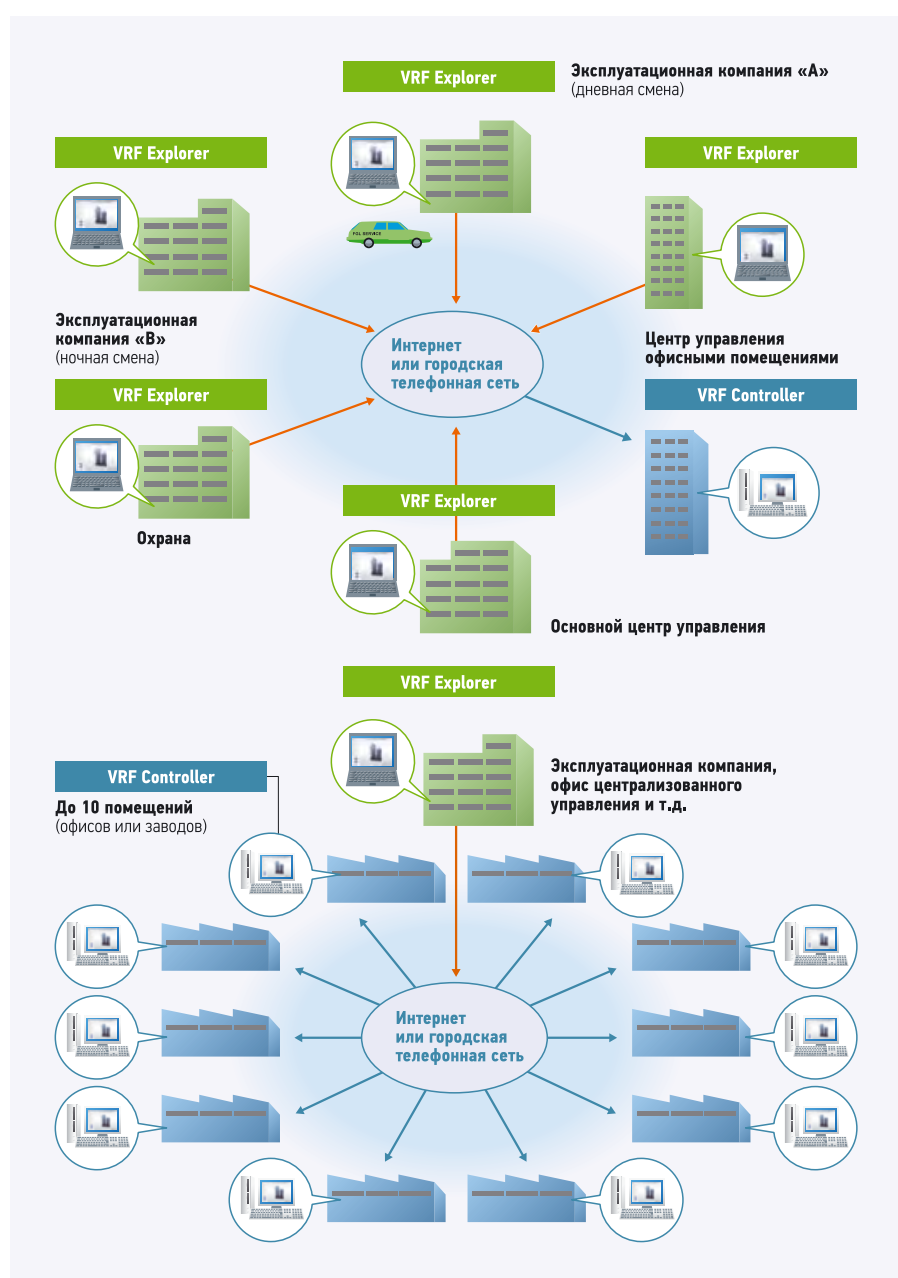 VRF Explorer
Эксплуатационная компания «А»
(дневная смена)
VRF Explorer
VRF Explorer
FGL SERVICE
Эксплуатационная
компания «В»
(ночная смена)
Интернет
или городская
телефонная сеть
Центр управления
офисными помещениями
VRF Explorer
VRF Controller
VRF Explorer
Охрана
Основной центр управления
VRF Explorer
VRF Controller
До 10 помещений
(офисов или заводов)
Эксплуатационная компания,
офис централизованного
управления и т.д.
Интернет
или городская
телефонная сеть